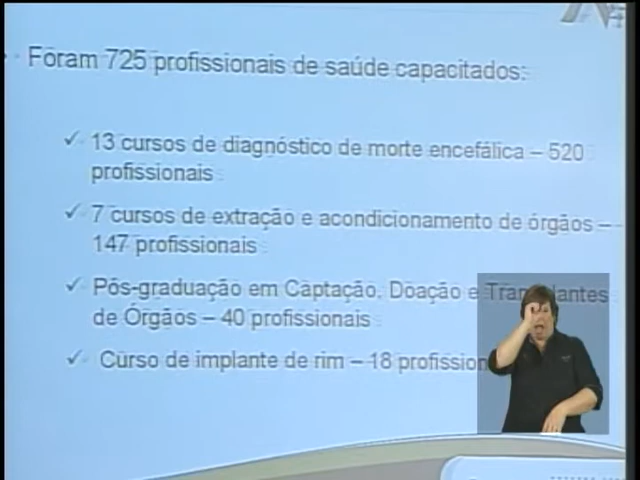 Foram 725 profissionais de saúde capacitados:
✓ 13 cursos de diagnóstico de morte encefálica – 520
profissionais
✓ 7 cursos de extração e acondicionamento de órgãos –
147 profissionais
✓ Pós-graduação em Captação, Doação e Transplantes
de Órgãos – 40 profissionais
✓ Curso de implante de rim – 18